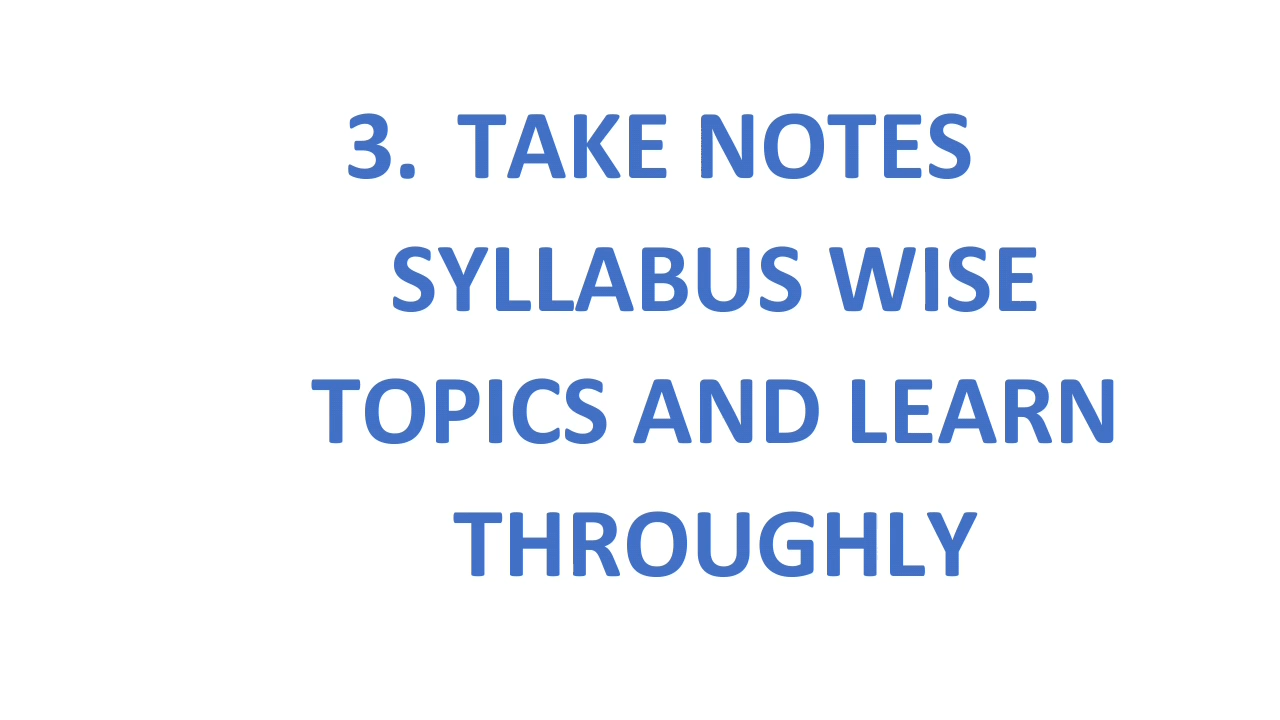 3. TAKE NOTES
SYLLABUS WISE
TOPICS AND LEARN
THROUGHLY